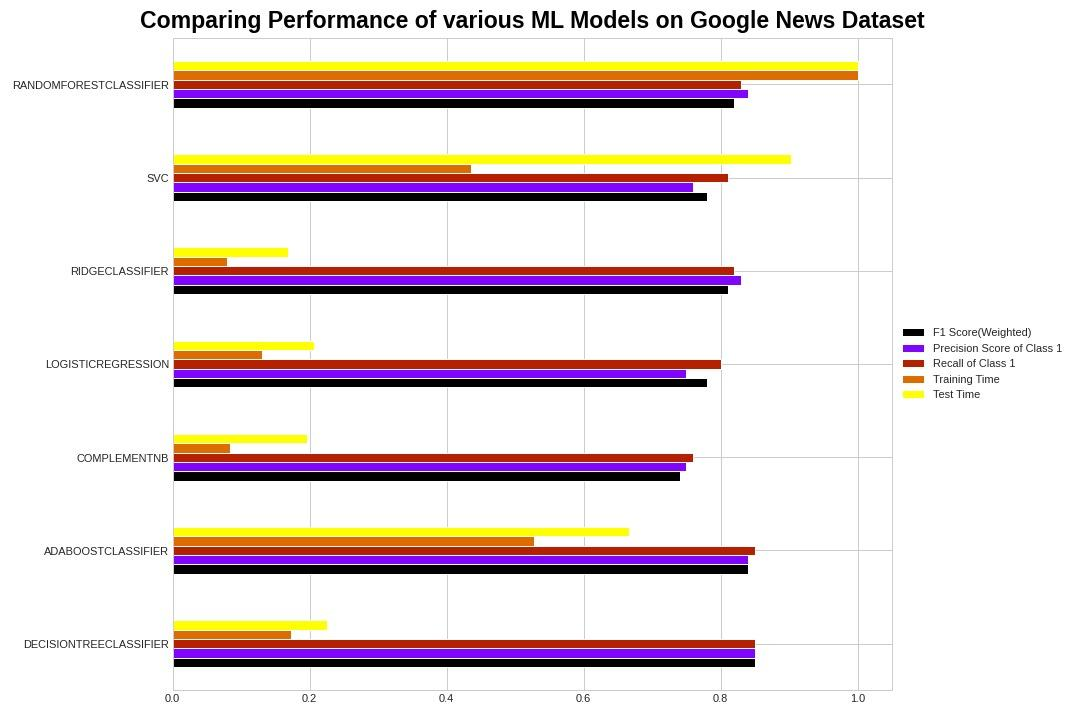 Comparing Performance of various ML Models on Google News Dataset
RANDOMFORESTCLASSIFIER
SVC
RIDGECLASSIFIER
LOGISTICREGRESSION
COMPLEMENTNB
ADABOOSTCLASSIFIER
DECISIONTREECLASSIFIER
0.0 0.2 0.4 0.6 0.8 1.0
F1 Score(Weighted)
Precision Score of Class 1
Recall of Class 1
Training Time
Test Time